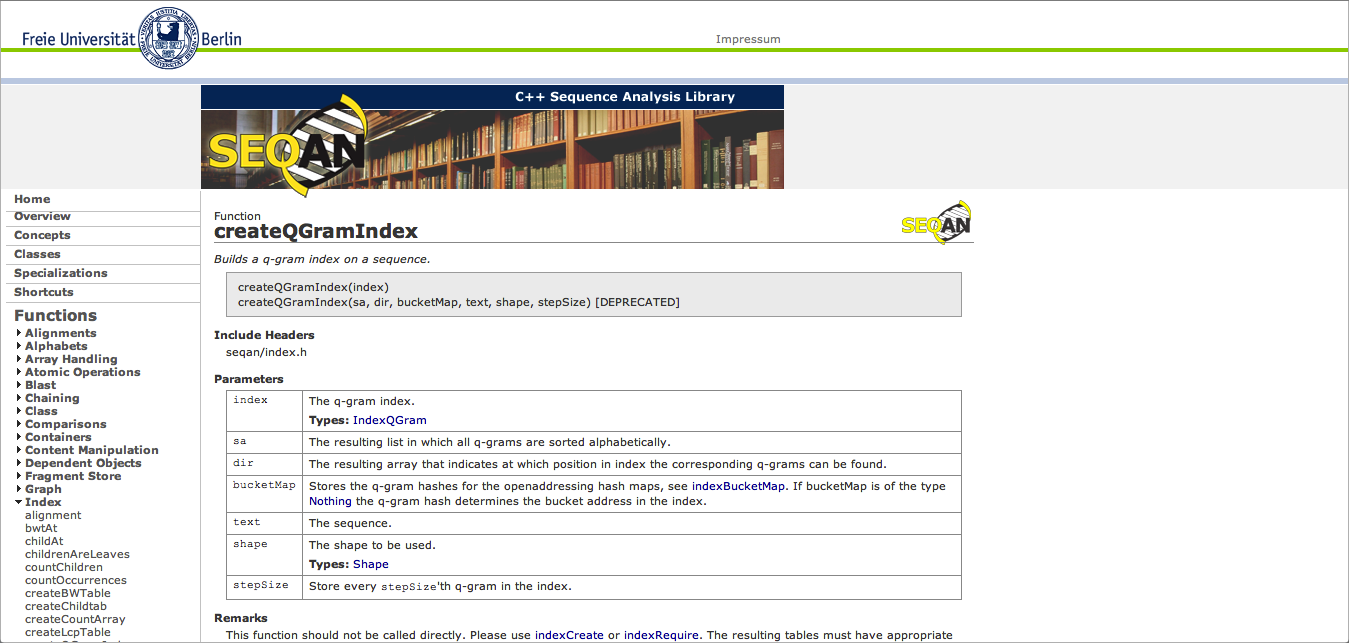 Freie Universität Berlin
Impressum
C++ Sequence Analysis Library
SEQAN
Home
Overview
Concepts
Classes
Specializations
Shortcuts
Functions
Alignments
Alphabets
Array Handling
Atomic Operations
Blast
Chaining
Class
Comparisons
Containers
Content Manipulation
Dependent Objects
Fragment Store
Graph
Index
alignment
bwtAt
childAt
childrenAreLeaves
countChildren
countOccurrences
createBWTable
createChildtab
createCountArray
createLcpTable
Function
createQGramIndex
SEQAN
Builds a q-gram index on a sequence.
createQGramIndex(index)
createQGramIndex(sa, dir, bucketMap, text, shape, stepSize) [DEPRECATED]
Include Headers
seqan/index.h
Parameters
index The q-gram index.
Types: IndexQGram
sa The resulting list in which all q-grams are sorted alphabetically.
dir The resulting array that indicates at which position in index the corresponding q-grams can be found.
bucketMap Stores the q-gram hashes for the openaddressing hash maps, see indexBucketMap. If bucketMap is of the type
Nothing the q-gram hash determines the bucket address in the index.
text The sequence.
shape The shape to be used.
Types: Shape
stepSize Store every stepSize'th q-gram in the index.
Remarks
This function should not be called directly. Please use indexCreate or indexRequire. The resulting tables must have appropriate